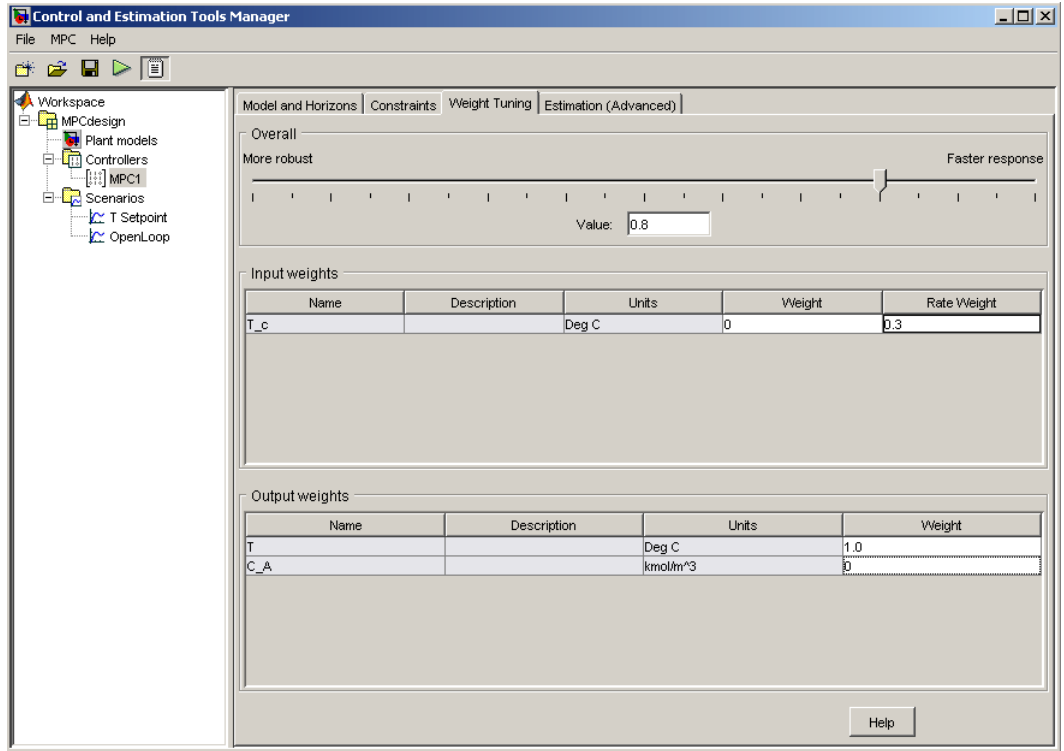 Control and Estimation Tools Manager
File MPC Help
Workspace
MPCdesign
Plant models
Controllers
MPC1
Scenarios
T Setpoint
OpenLoop
Model and Horizons Constraints Weight Tuning Estimation (Advanced)
Overall
More robust Faster response
Value: 0.8
Input weights
Name Description Units Weight Rate Weight
T_c Deg C 0 0.3
Output weights
Name Description Units Weight
T Deg C 1.0
C_A kmol/m^3 0
Help